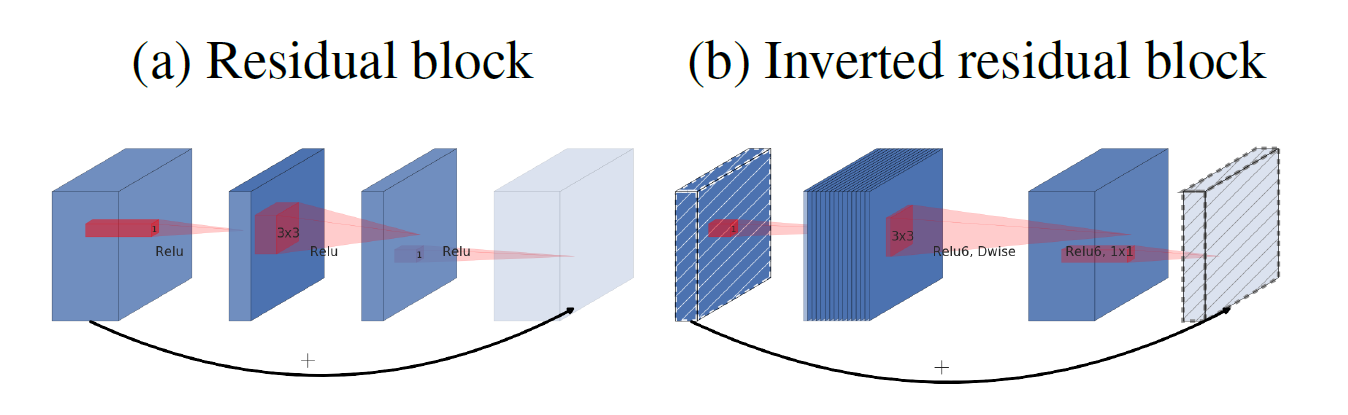 (a) Residual block
(b) Inverted residual block
1
Relu
3x3
Relu
1
Relu
+
1
3x3
Relu6, Dwise
Relu6, 1x1
+